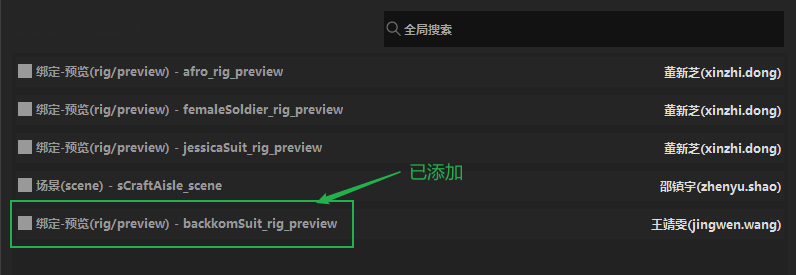 全局搜索
绑定-预览(rig/preview) - afro_rig_preview 董新芝(xinzhi.dong)
绑定-预览(rig/preview) - femaleSoldier_rig_preview 董新芝(xinzhi.dong)
绑定-预览(rig/preview) - jessicaSuit_rig_preview 董新芝(xinzhi.dong)
已添加
场景(scene) - sCraftAisle_scene 邵镇宇(zhenyu.shao)
绑定-预览(rig/preview) - backkomSuit_rig_preview 王婧雯(jingwen.wang)